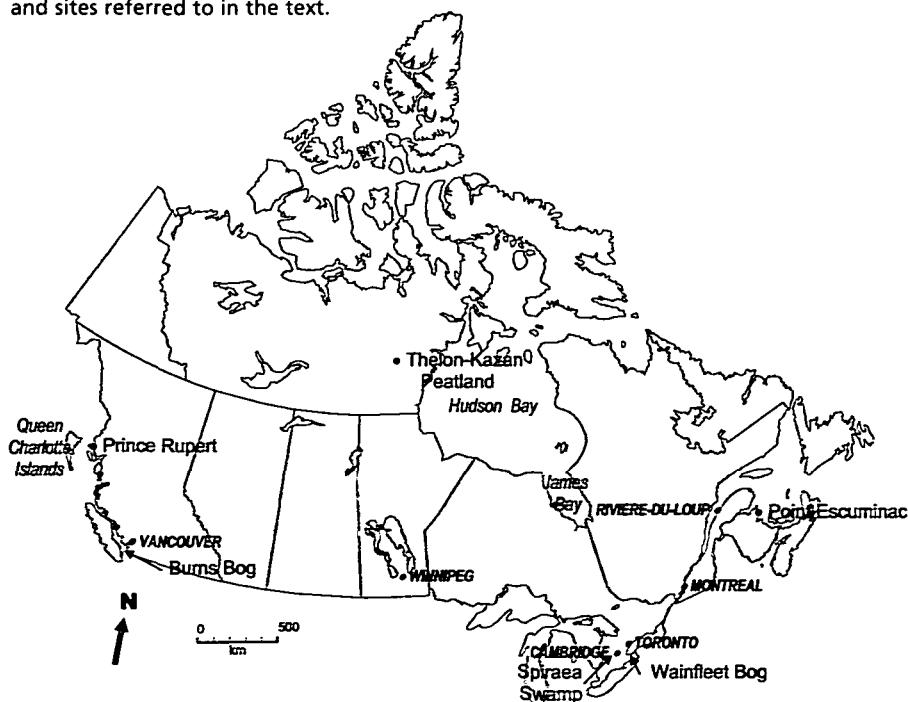 and sites referred to in the text.
Thelon-Kazan
Peatland
Hudson Bay
Queen
Charlotte
Islands
Prince Rupert
James
Bay
RIVIERE-DU-LOUP
Point Escuminac
VANCOUVER
Burns Bog
WINNIPEG
MONTREAL
N
0 500
km
TORONTO
CAMBRIDGE
Spiraea
Swamp
Wainfleet Bog